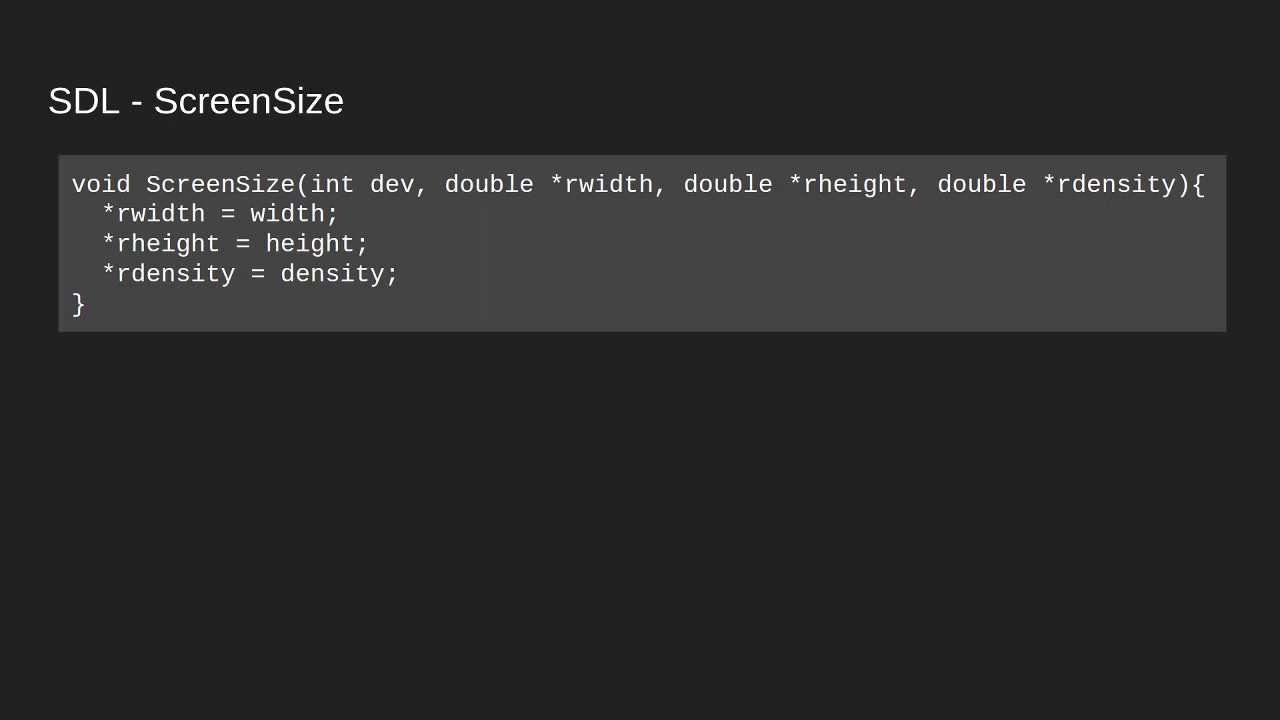 SDL - ScreenSize
void ScreenSize(int dev, double *rwidth, double *rheight, double *rdensity){
  *rwidth = width;
  *rheight = height;
  *rdensity = density;
}